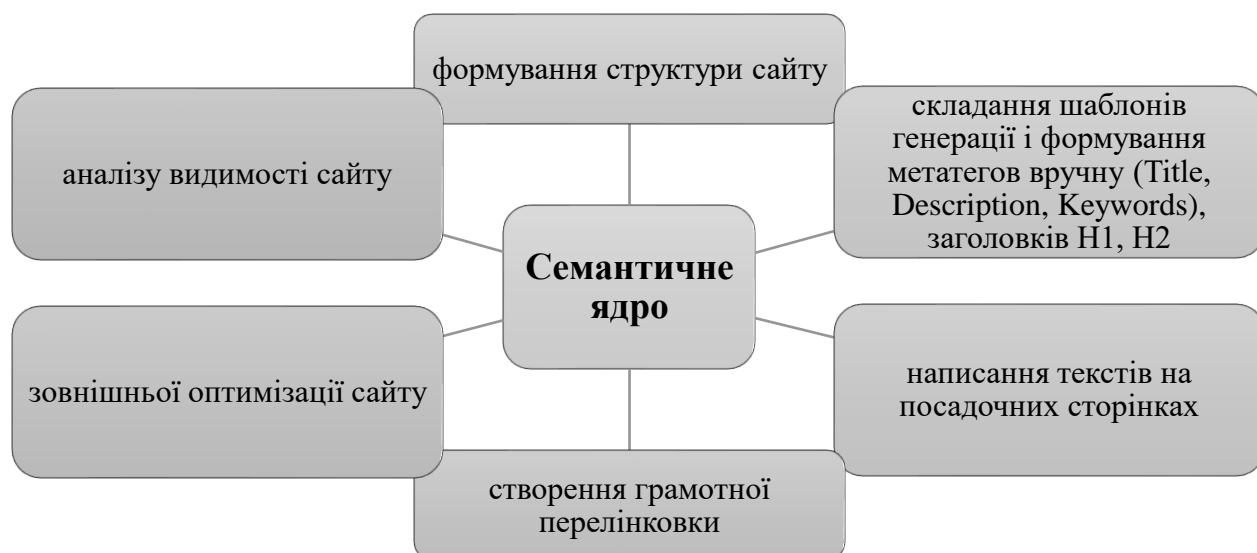 формування структури сайту
складання шаблонів
генерації і формування
метатегов вручну (Title,
Description, Keywords),
заголовків H1, H2
аналізу видимості сайту
Семантичне
ядро
зовнішньої оптимізації сайту
написання текстів на
посадочних сторінках
створення грамотної
перелінковки